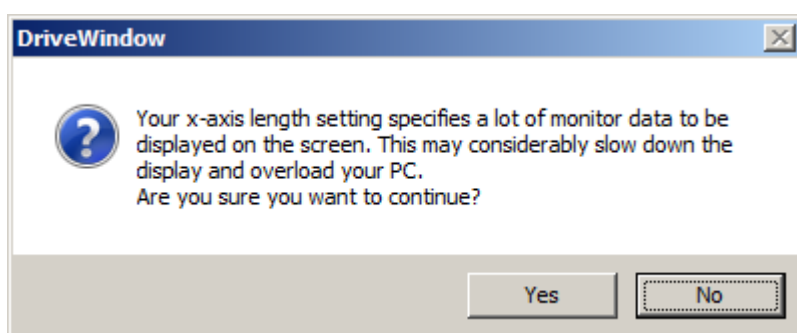 DriveWindow
Your x-axis length setting specifies a lot of monitor data to be
displayed on the screen. This may considerably slow down the
display and overload your PC.
Are you sure you want to continue?
Yes
No